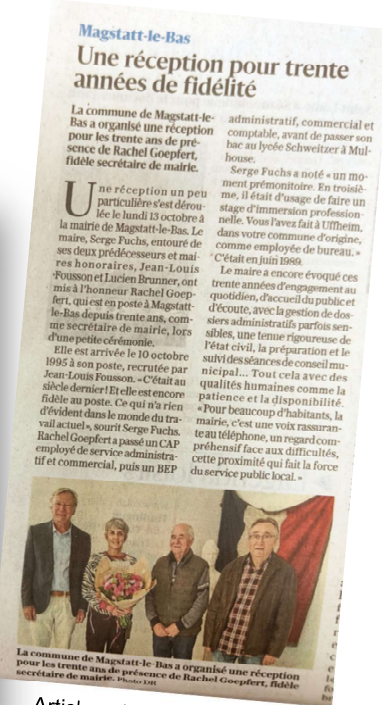 Magstatt-le-Bas
Une réception pour trente
années de fidélité
La commune de Magstatt-le-
Bas a organisé une réception
pour les trente ans de pré-
sence de Rachel Goepfert,
fidèle secrétaire de mairie.
Une réception un peu
particulière s'est dérou-
lée le lundi 13 octobre à
la mairie de Magstatt-le-Bas. Le
maire, Serge Fuchs, entouré de
ses deux prédécesseurs et mai-
res honoraires, Jean-Louis
Fousson et Lucien Brunner, ont
mis à l'honneur Rachel Goep-
fert, qui est en poste à Magstatt-
le-Bas depuis trente ans, com-
me secrétaire de mairie, lors
d'une petite cérémonie.
Elle est arrivée le 10 octobre
1995 à son poste, recrutée par
Jean-Louis Fousson. « C'était au
siècle dernier ! Et elle est encore
fidèle au poste. Ce qui n'a rien
d'évident dans le monde du tra-
vail actuel », sourit Serge Fuchs.
Rachel Goepfert a passé un CAP
employé de service administra-
tif et commercial, puis un BEP
administratif, commercial et
comptable, avant de passer son
bac au lycée Schweitzer à Mul-
house.
Serge Fuchs a noté « un mo-
ment prémonitoire. En troisiè-
me, il était d'usage de faire un
stage d'immersion profession-
nelle. Vous l'avez fait à Uffheim,
dans votre commune d'origine,
comme employée de bureau. »
C'était en juin 1989.
Le maire a encore évoqué ces
trente années d'engagement au
quotidien, d'accueil du public et
d'écoute, avec la gestion de dos-
siers administratifs parfois sen-
sibles, une tenue rigoureuse de
l'état civil, la préparation et le
suivi des séances de conseil mu-
nicipal... Tout cela avec des
qualités humaines comme la
patience et la disponibilité.
« Pour beaucoup d'habitants, la
mairie, c'est une voix rassuran-
te au téléphone, un regard com-
préhensif face aux difficultés,
cette proximité qui fait la force
du service public local. »
La commune de Magstatt-le-Bas a organisé une réception
pour les trente ans de présence de Rachel Goepfert, fidèle
secrétaire de mairie. Photo DR